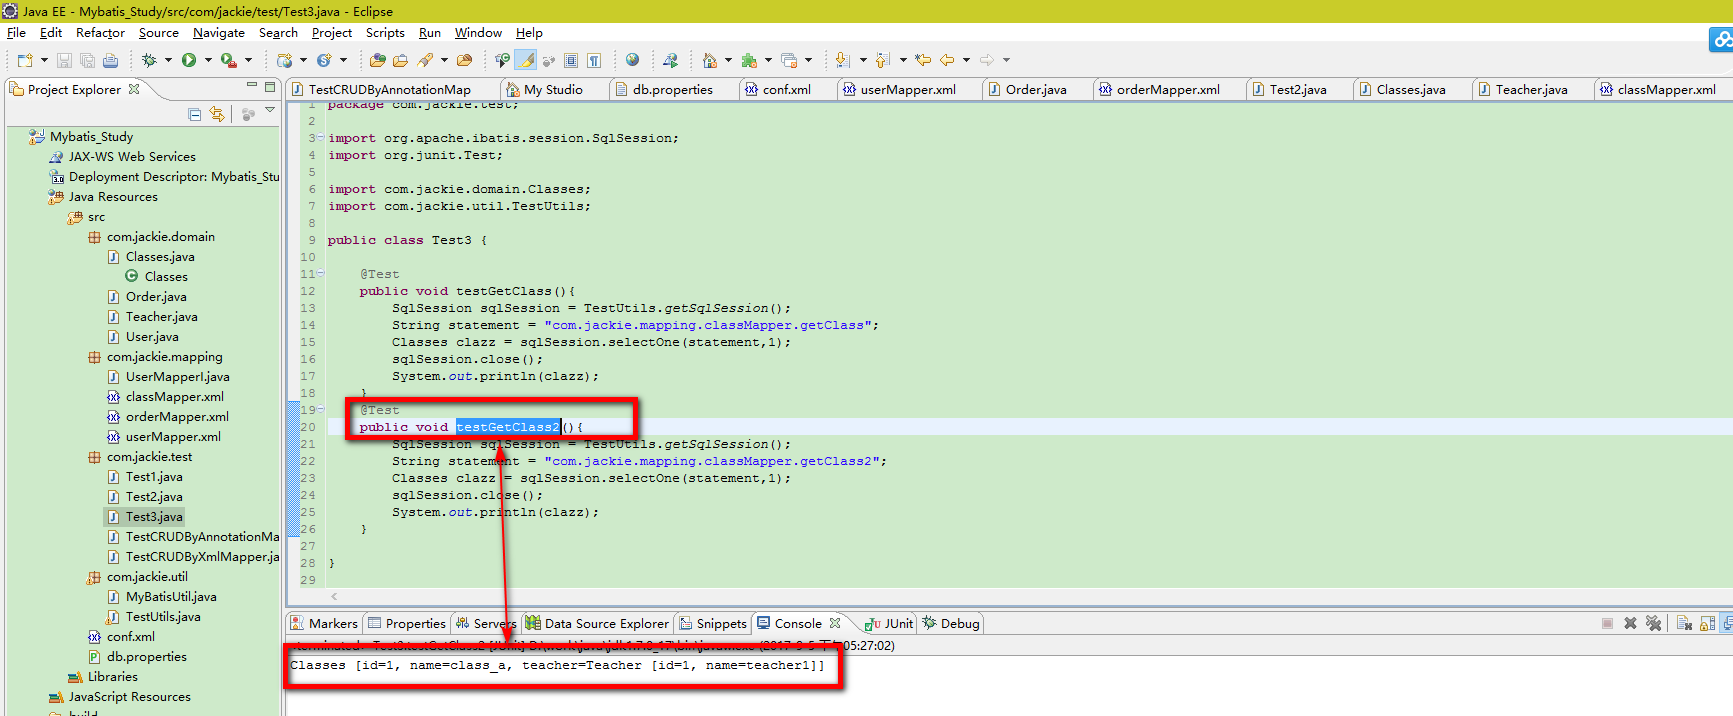 Java EE - Mybatis_Study/src/com/jackie/test/Test3.java - Eclipse
File Edit Refactor Source Navigate Search Project Scripts Run Window Help
Project Explorer
TestCRUDByAnnotationMap My Studio db.properties conf.xml userMapper.xml Order.java orderMapper.xml Test2.java Classes.java Teacher.java classMapper.xml
Mybatis_Study
JAX-WS Web Services
3.0 Deployment Descriptor: Mybatis_Stu
Java Resources
src
com.jackie.domain
Classes.java
Classes
Order.java
Teacher.java
User.java
com.jackie.mapping
UserMapperI.java
classMapper.xml
orderMapper.xml
userMapper.xml
com.jackie.test
Test1.java
Test2.java
Test3.java
TestCRUDByAnnotationMa
TestCRUDByXmlMapper.ja
com.jackie.util
MyBatisUtil.java
TestUtils.java
conf.xml
db.properties
Libraries
JavaScript Resources
build
1 package com.jackie.test;
2
3 import org.apache.ibatis.session.SqlSession;
4 import org.junit.Test;
5
6 import com.jackie.domain.Classes;
7 import com.jackie.util.TestUtils;
8
9 public class Test3 {
10
11 @Test
12 public void testGetClass(){
13 SqlSession sqlSession = TestUtils.getSqlSession();
14 String statement = "com.jackie.mapping.classMapper.getClass";
15 Classes clazz = sqlSession.selectOne(statement,1);
16 sqlSession.close();
17 System.out.println(clazz);
18 }
19 @Test
20 public void testGetClass2(){
21 SqlSession sqlSession = TestUtils.getSqlSession();
22 String statement = "com.jackie.mapping.classMapper.getClass2";
23 Classes clazz = sqlSession.selectOne(statement,1);
24 sqlSession.close();
25 System.out.println(clazz);
26 }
27
28 }
29
Markers Properties Servers Data Source Explorer Snippets Console JUnit Debug
05:27:02)
Classes [id=1, name=class_a, teacher=Teacher [id=1, name=teacher1]]